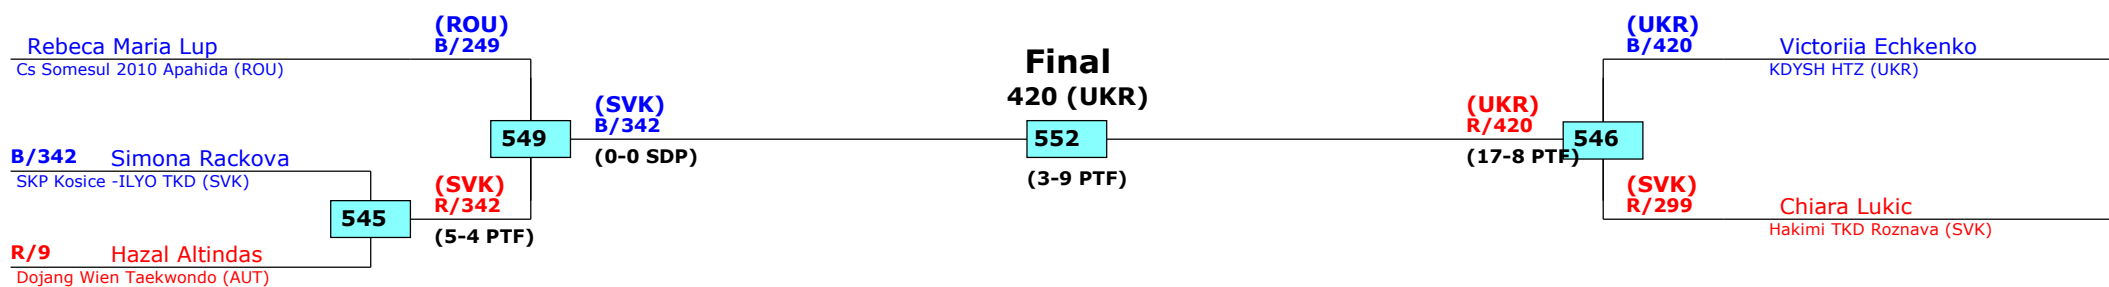 (ROU)
B/249
Rebeca Maria Lup
Cs Somesul 2010 Apahida (ROU)
B/342 Simona Rackova
SKP Kosice -ILYO TKD (SVK)
R/9 Hazal Altindas
Dojang Wien Taekwondo (AUT)
545
(SVK)
R/342
(5-4 PTF)
549
(SVK)
B/342
(0-0 SDP)
Final
420 (UKR)
552
(3-9 PTF)
(UKR)
R/420
(17-8 PTF)
546
(UKR)
B/420
Victoriia Echkenko
KDYSH HTZ (UKR)
(SVK)
R/299
Chiara Lukic
Hakimi TKD Roznava (SVK)